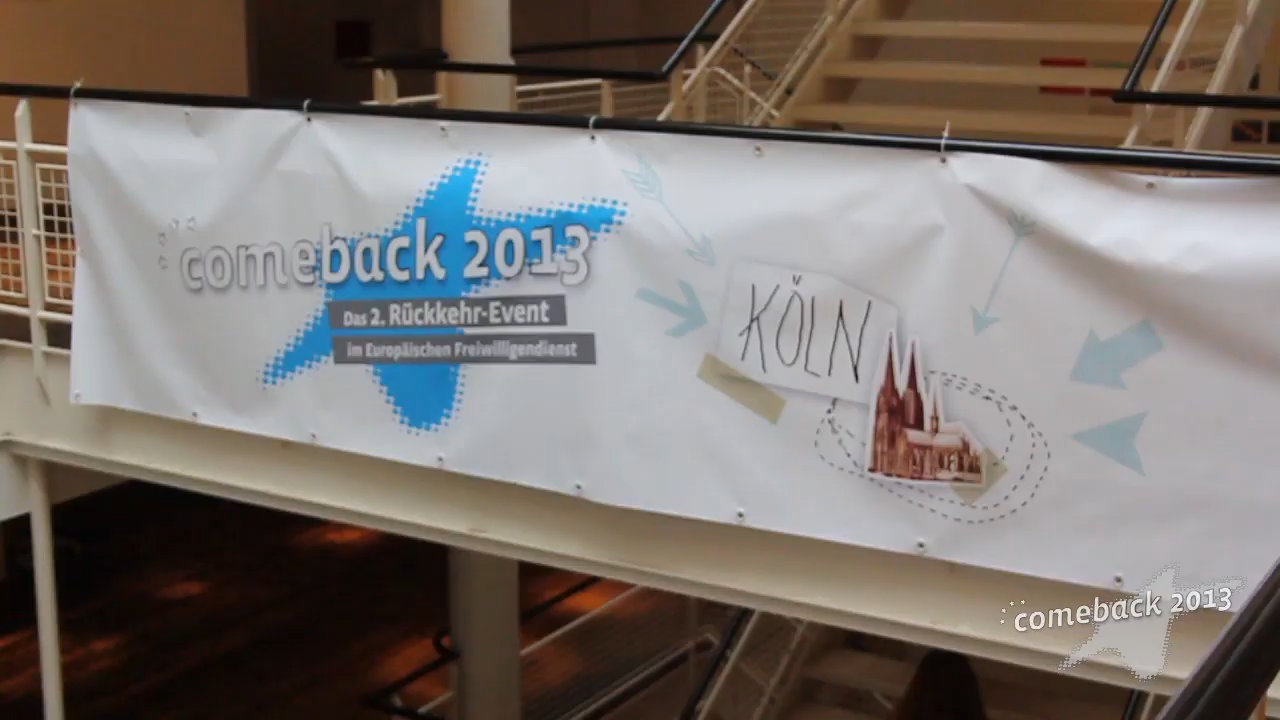 comeback 2013
Das 2. Rückkehr-Event
im Europäischen Freiwilligendienst
KÖLN
comeback 2013